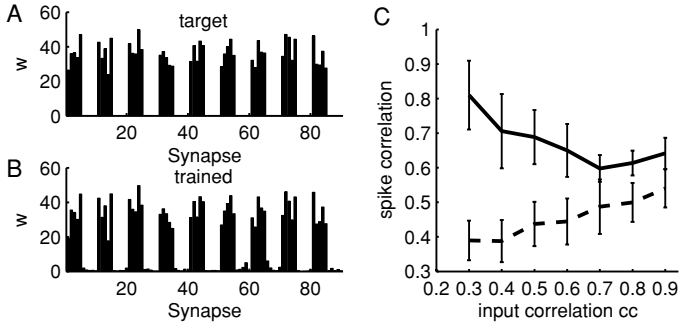 A
target
w
60
40
20
0
20 40 60 80
Synapse
B
trained
w
60
40
20
0
20 40 60 80
Synapse
C
spike correlation
1
0.9
0.8
0.7
0.6
0.5
0.4
0.3
0.2 0.3 0.4 0.5 0.6 0.7 0.8 0.9
input correlation cc